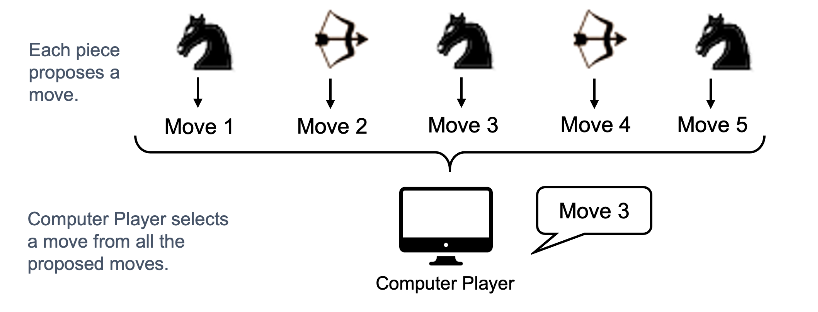 Each piece
proposes a
move.
Move 1
Move 2
Move 3
Move 4
Move 5
Computer Player selects
a move from all the
proposed moves.
Move 3
Computer Player